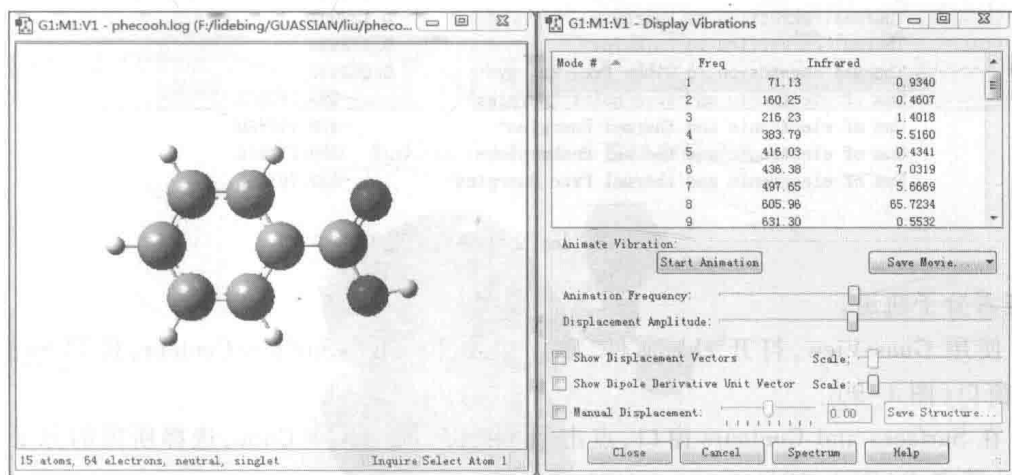 G1:M1:V1 - phecooh.log (F:/lidebing/GUASSIAN/liu/pheco...
15 atoms, 64 electrons, neutral, singlet Inquire Select Atom 1
G1:M1:V1 - Display Vibrations
Mode # Freq Infrared
1 71.13 0.9340
2 160.25 0.4607
3 216.23 1.4018
4 383.79 5.5160
5 416.03 0.4341
6 436.38 7.0319
7 497.65 5.6669
8 605.96 65.7234
9 631.30 0.5532
Animate Vibration:
Start Animation Save Movie...
Animation Frequency:
Displacement Amplitude:
Show Displacement Vectors Scale:
Show Dipole Derivative Unit Vector Scale:
Manual Displacement: 0.00 Save Structure...
Close Cancel Spectrum Help